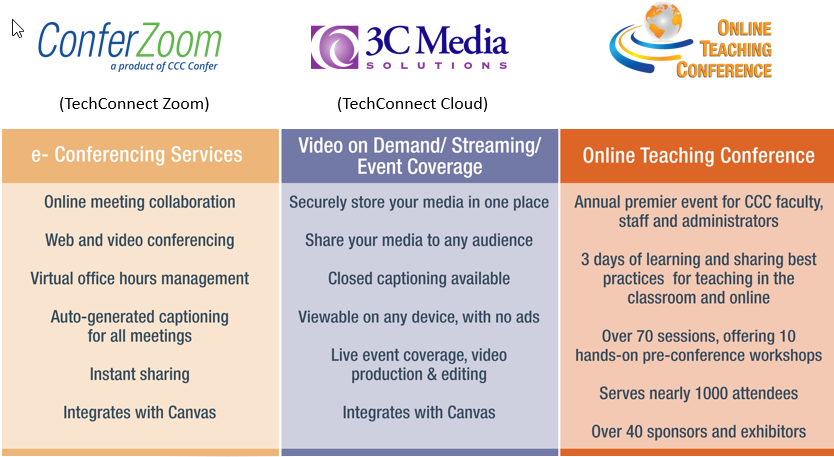 ConferZoom
a product of CCC Confer
(TechConnect Zoom)
e- Conferencing Services
Online meeting collaboration
Web and video conferencing
Virtual office hours management
Auto-generated captioning
for all meetings
Instant sharing
Integrates with Canvas
3C Media
SOLUTIONS
(TechConnect Cloud)
Video on Demand/ Streaming/
Event Coverage
Securely store your media in one place
Share your media to any audience
Closed captioning available
Viewable on any device, with no ads
Live event coverage, video
production & editing
Integrates with Canvas
ONLINE
TEACHING
CONFERENCE
Online Teaching Conference
Annual premier event for CCC faculty,
staff and administrators
3 days of learning and sharing best
practices for teaching in the
classroom and online
Over 70 sessions, offering 10
hands-on pre-conference workshops
Serves nearly 1000 attendees
Over 40 sponsors and exhibitors